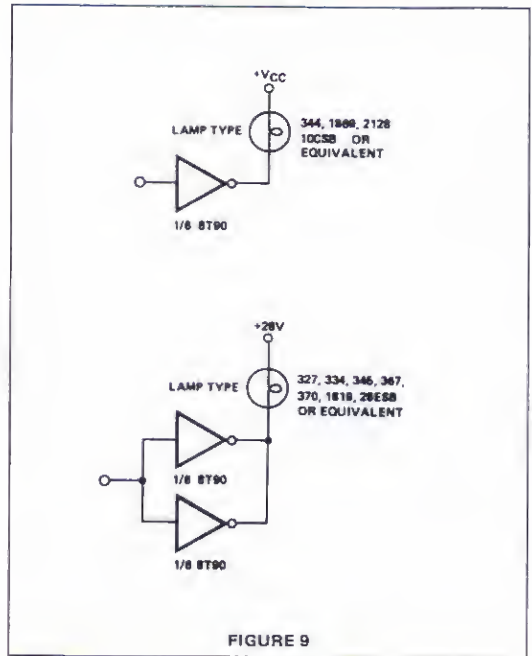 +VCC
LAMP TYPE
344, 1869, 2128
10CSB OR
EQUIVALENT
1/6 8T90
+28V
LAMP TYPE
327, 334, 346, 367,
370, 1819, 28ESB
OR EQUIVALENT
1/6 8T90
1/6 8T90
FIGURE 9